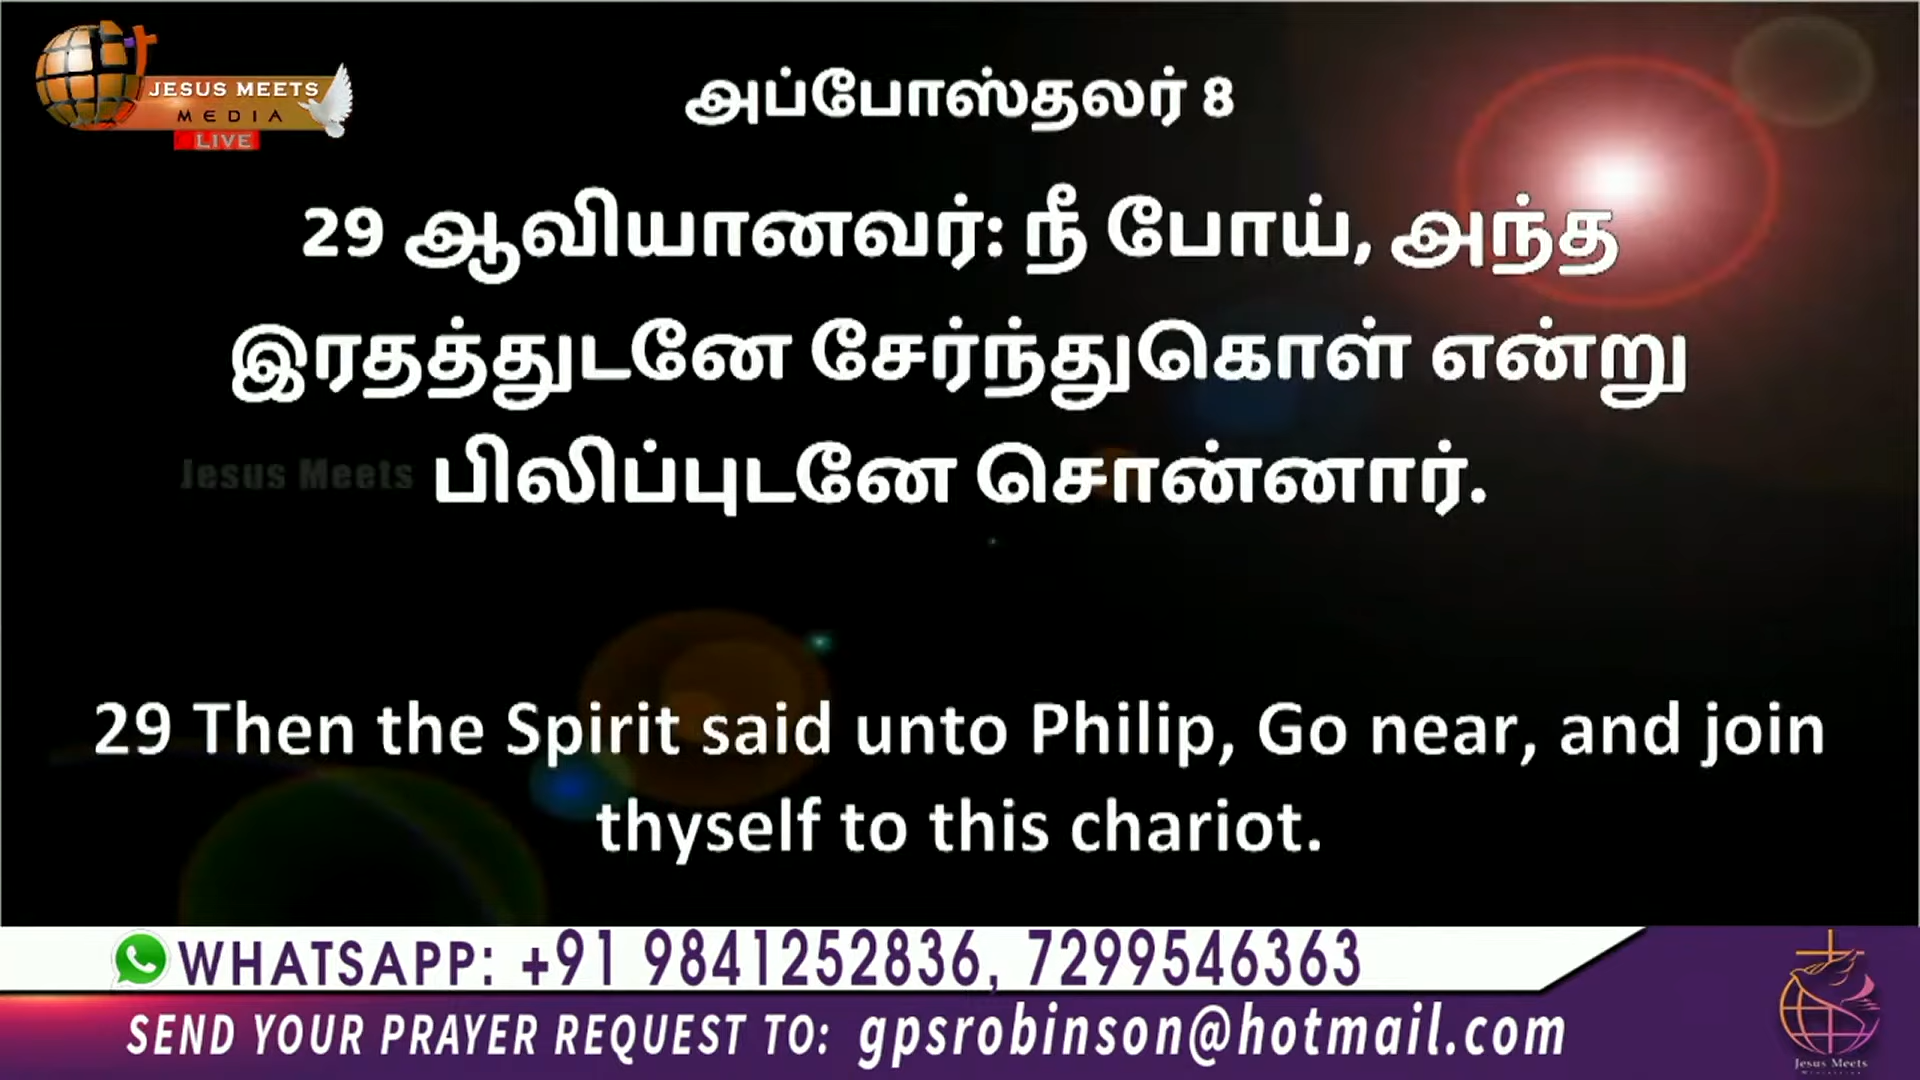 JESUS MEETS
MEDIA
LIVE
அப்போஸ்தலர் 8
29 ஆவியானவர்: நீ போய், அந்த
இரதத்துடனே சேர்ந்துகொள் என்று
Jesus Meets
பிலிப்புடனே சொன்னார்.
29 Then the Spirit said unto Philip, Go near, and join
thyself to this chariot.
WHATSAPP: +91 9841252836, 7299546363
SEND YOUR PRAYER REQUEST TO: gpsrobinson@hotmail.com
Jesus Meets